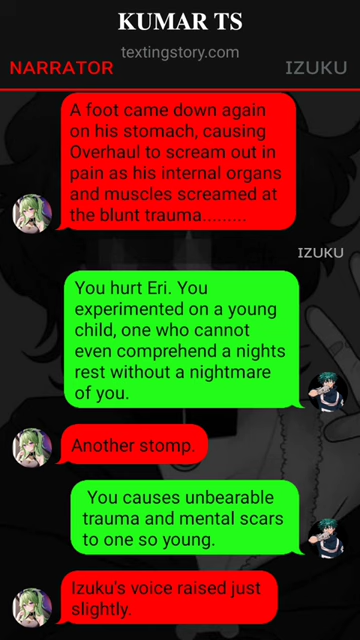 KUMAR TS
textingstory.com
NARRATOR IZUKU
A foot came down again
on his stomach, causing
Overhaul to scream out in
pain as his internal organs
and muscles screamed at
the blunt trauma.........
IZUKU
You hurt Eri. You
experimented on a young
child, one who cannot
even comprehend a nights
rest without a nightmare
of you.
Another stomp.
You causes unbearable
trauma and mental scars
to one so young.
Izuku's voice raised just
slightly.